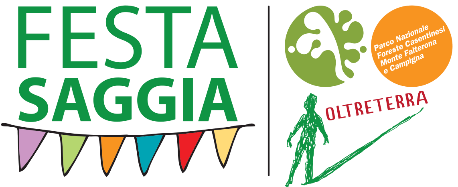 FESTA
SAGGIA
Parco Nazionale
Foreste Casentinesi
Monte Falterona
e Campigna
OLTRETERRA